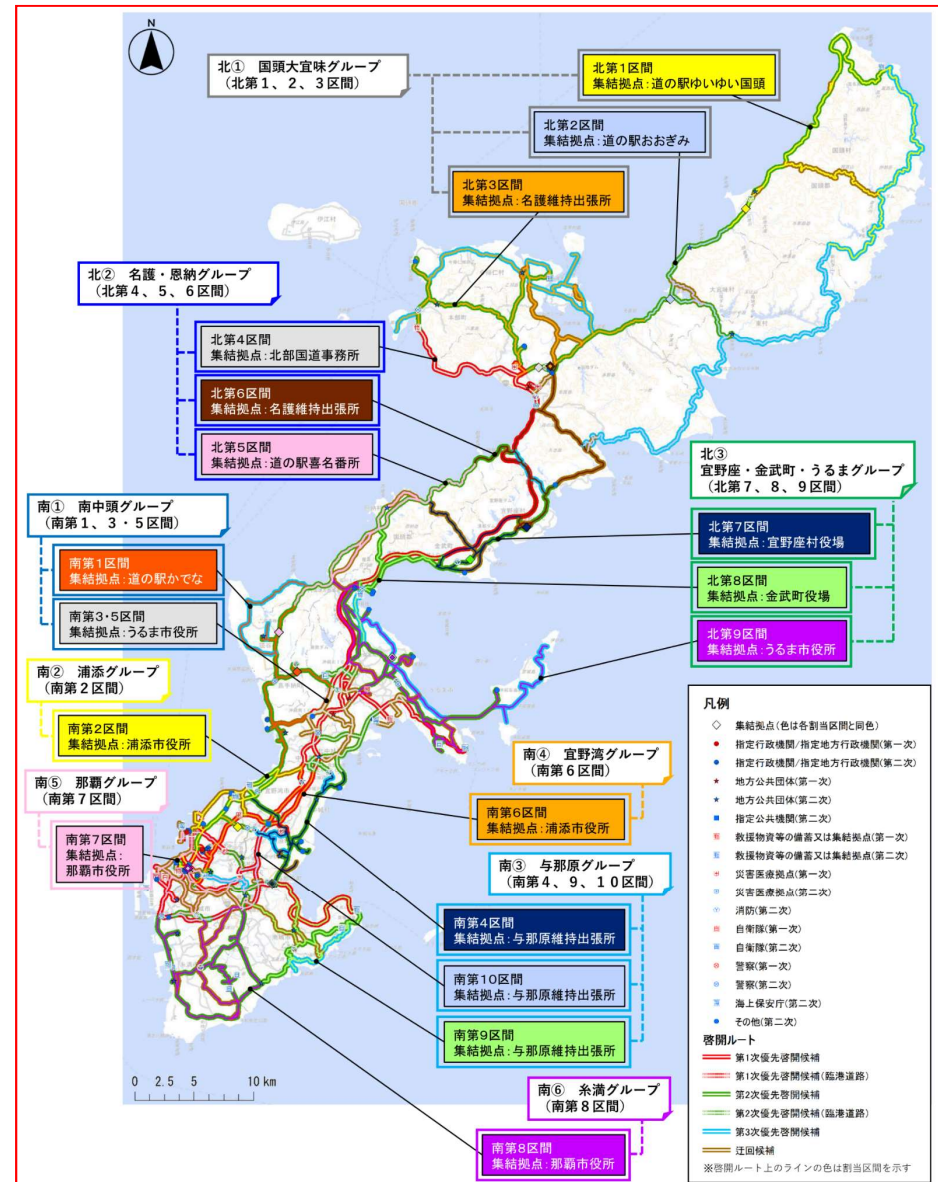 N
北① 国頭大宜味グループ
(北第1、2、3区間)
北第1区間
集結拠点:道の駅ゆいゆい国頭
北第2区間
集結拠点:道の駅おおぎみ
北第3区間
集結拠点:名護維持出張所
北② 名護・恩納グループ
(北第4、5、6区間)
北第4区間
集結拠点:北部国道事務所
北第6区間
集結拠点:名護維持出張所
北第5区間
集結拠点:道の駅喜名番所
北③
宜野座・金武町・うるまグループ
(北第7、8、9区間)
北第7区間
集結拠点:宜野座村役場
北第8区間
集結拠点:金武町役場
北第9区間
集結拠点:うるま市役所
南① 南中頭グループ
(南第1、3・5区間)
南第1区間
集結拠点:道の駅かでな
南第3・5区間
集結拠点:うるま市役所
南② 浦添グループ
(南第2区間)
南第2区間
集結拠点:浦添市役所
南⑤ 那覇グループ
(南第7区間)
南第7区間
集結拠点:
那覇市役所
南④ 宜野湾グループ
(南第6区間)
南第6区間
集結拠点:浦添市役所
南③ 与那原グループ
(南第4、9、10区間)
南第4区間
集結拠点:与那原維持出張所
南第10区間
集結拠点:与那原維持出張所
南第9区間
集結拠点:与那原維持出張所
南⑥ 糸満グループ
(南第8区間)
南第8区間
集結拠点:那覇市役所
0 2.5 5 10 km
伊江村
国頭村
大宜味村
東村
本部町
今帰仁村
国頭郡
宜野座村
金武町
凡例
集結拠点(色は各割当区間と同色)
指定行政機関/指定地方行政機関(第一次)
指定行政機関/指定地方行政機関(第二次)
地方公共団体(第一次)
地方公共団体(第二次)
指定公共機関(第二次)
救援物資等の備蓄又は集結拠点(第一次)
救援物資等の備蓄又は集結拠点(第二次)
災害医療拠点(第一次)
災害医療拠点(第二次)
消防(第二次)
自衛隊(第一次)
自衛隊(第二次)
警察(第一次)
警察(第二次)
海上保安庁(第二次)
その他(第二次)
啓開ルート
第1次優先啓開候補
第1次優先啓開候補(臨港道路)
第2次優先啓開候補
第2次優先啓開候補(臨港道路)
第3次優先啓開候補
迂回候補
※啓開ルート上のラインの色は割当区間を示す